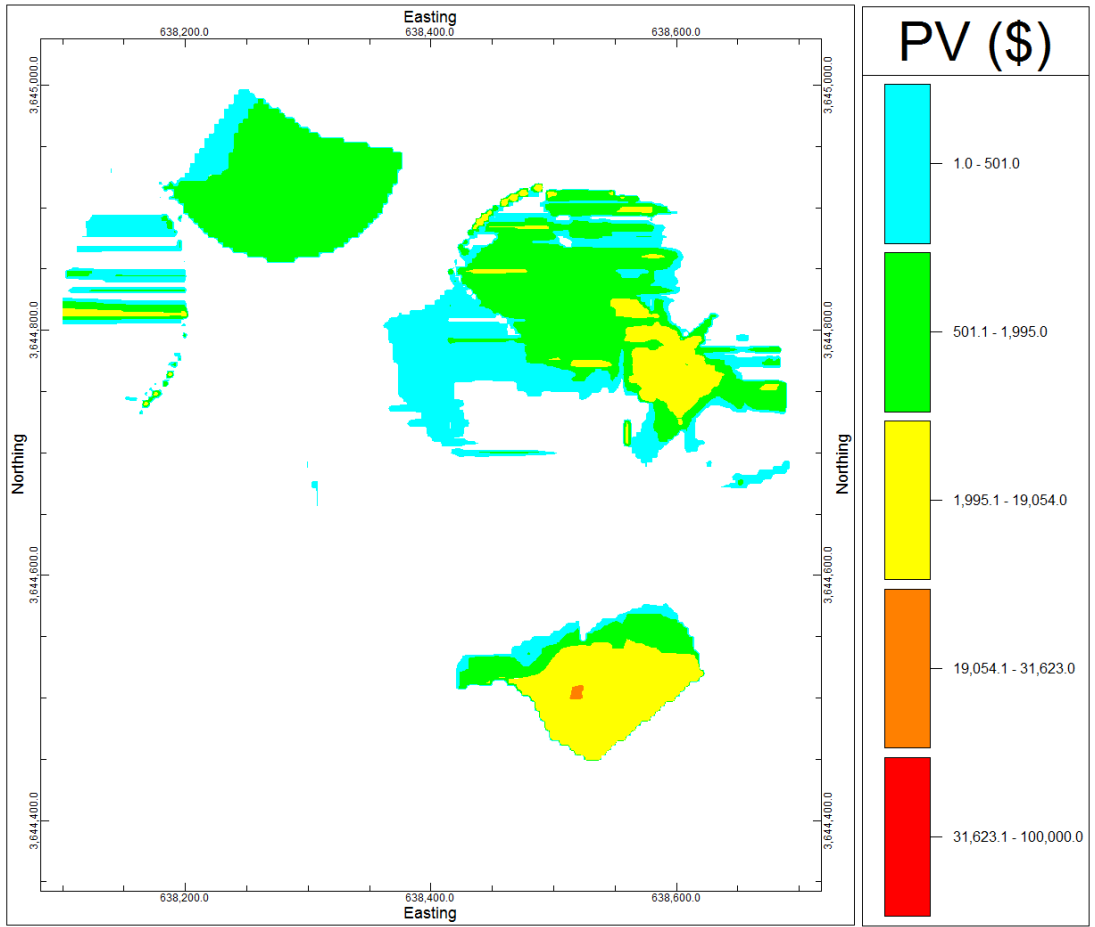 Easting
638,200.0 638,400.0 638,600.0
3,645,000.0 3,645,000.0
3,644,800.0 3,644,800.0
Northing Northing
3,644,600.0 3,644,600.0
3,644,400.0 3,644,400.0
638,200.0 638,400.0 638,600.0
Easting
PV ($)
1.0 - 501.0
501.1 - 1,995.0
1,995.1 - 19,054.0
19,054.1 - 31,623.0
31,623.1 - 100,000.0